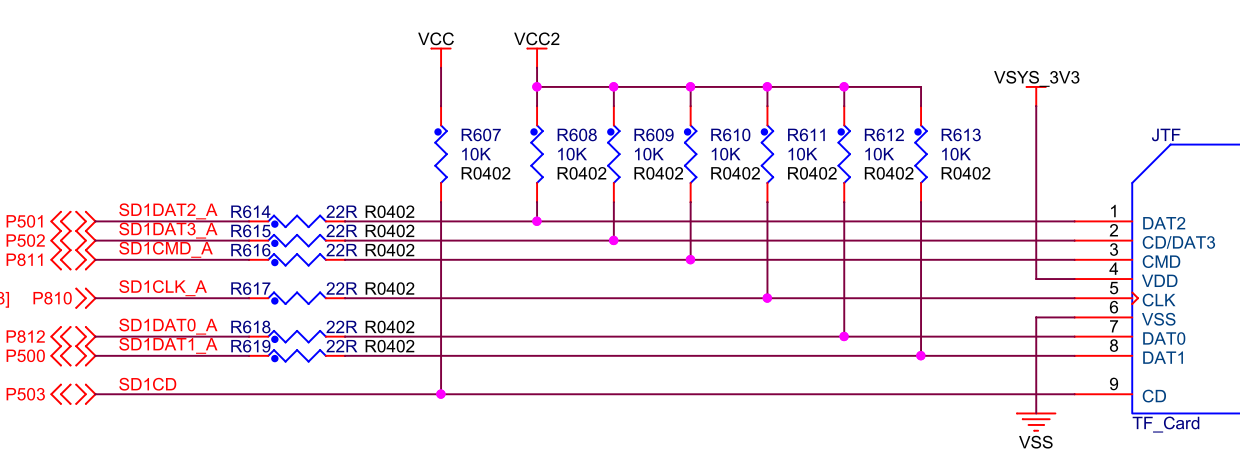 VCC VCC2
VSYS_3V3
R607 R608 R609 R610 R611 R612 R613 JTF
10K 10K 10K 10K 10K 10K 10K
R0402 R0402 R0402 R0402 R0402 R0402 R0402
P501 SD1DAT2_A R614 22R R0402 1 DAT2
P502 SD1DAT3_A R615 22R R0402 2 CD/DAT3
P811 SD1CMD_A R616 22R R0402 3 CMD
4 VDD
3] P810 SD1CLK_A R617 22R R0402 5 CLK
6 VSS
P812 SD1DAT0_A R618 22R R0402 7 DAT0
P500 SD1DAT1_A R619 22R R0402 8 DAT1
P503 SD1CD 9 CD
TF_Card
VSS